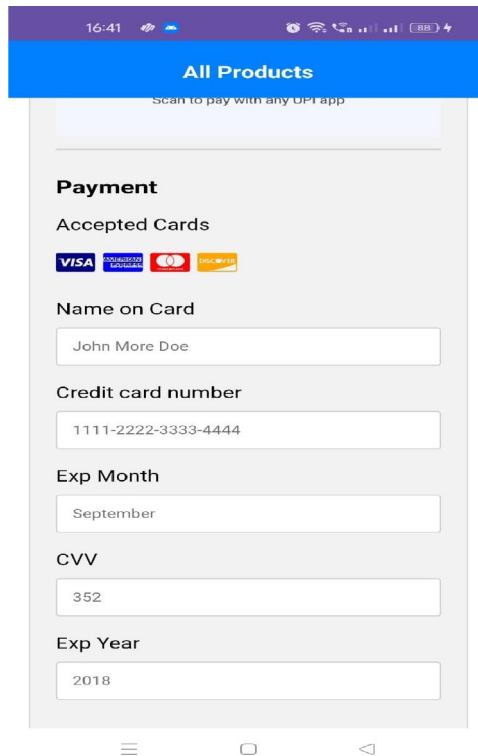 16:41
88
All Products
Scan to pay with any UPI app
Payment
Accepted Cards
VISA AMERICAN EXPRESS DISCOVER
Name on Card
John More Doe
Credit card number
1111-2222-3333-4444
Exp Month
September
CVV
352
Exp Year
2018